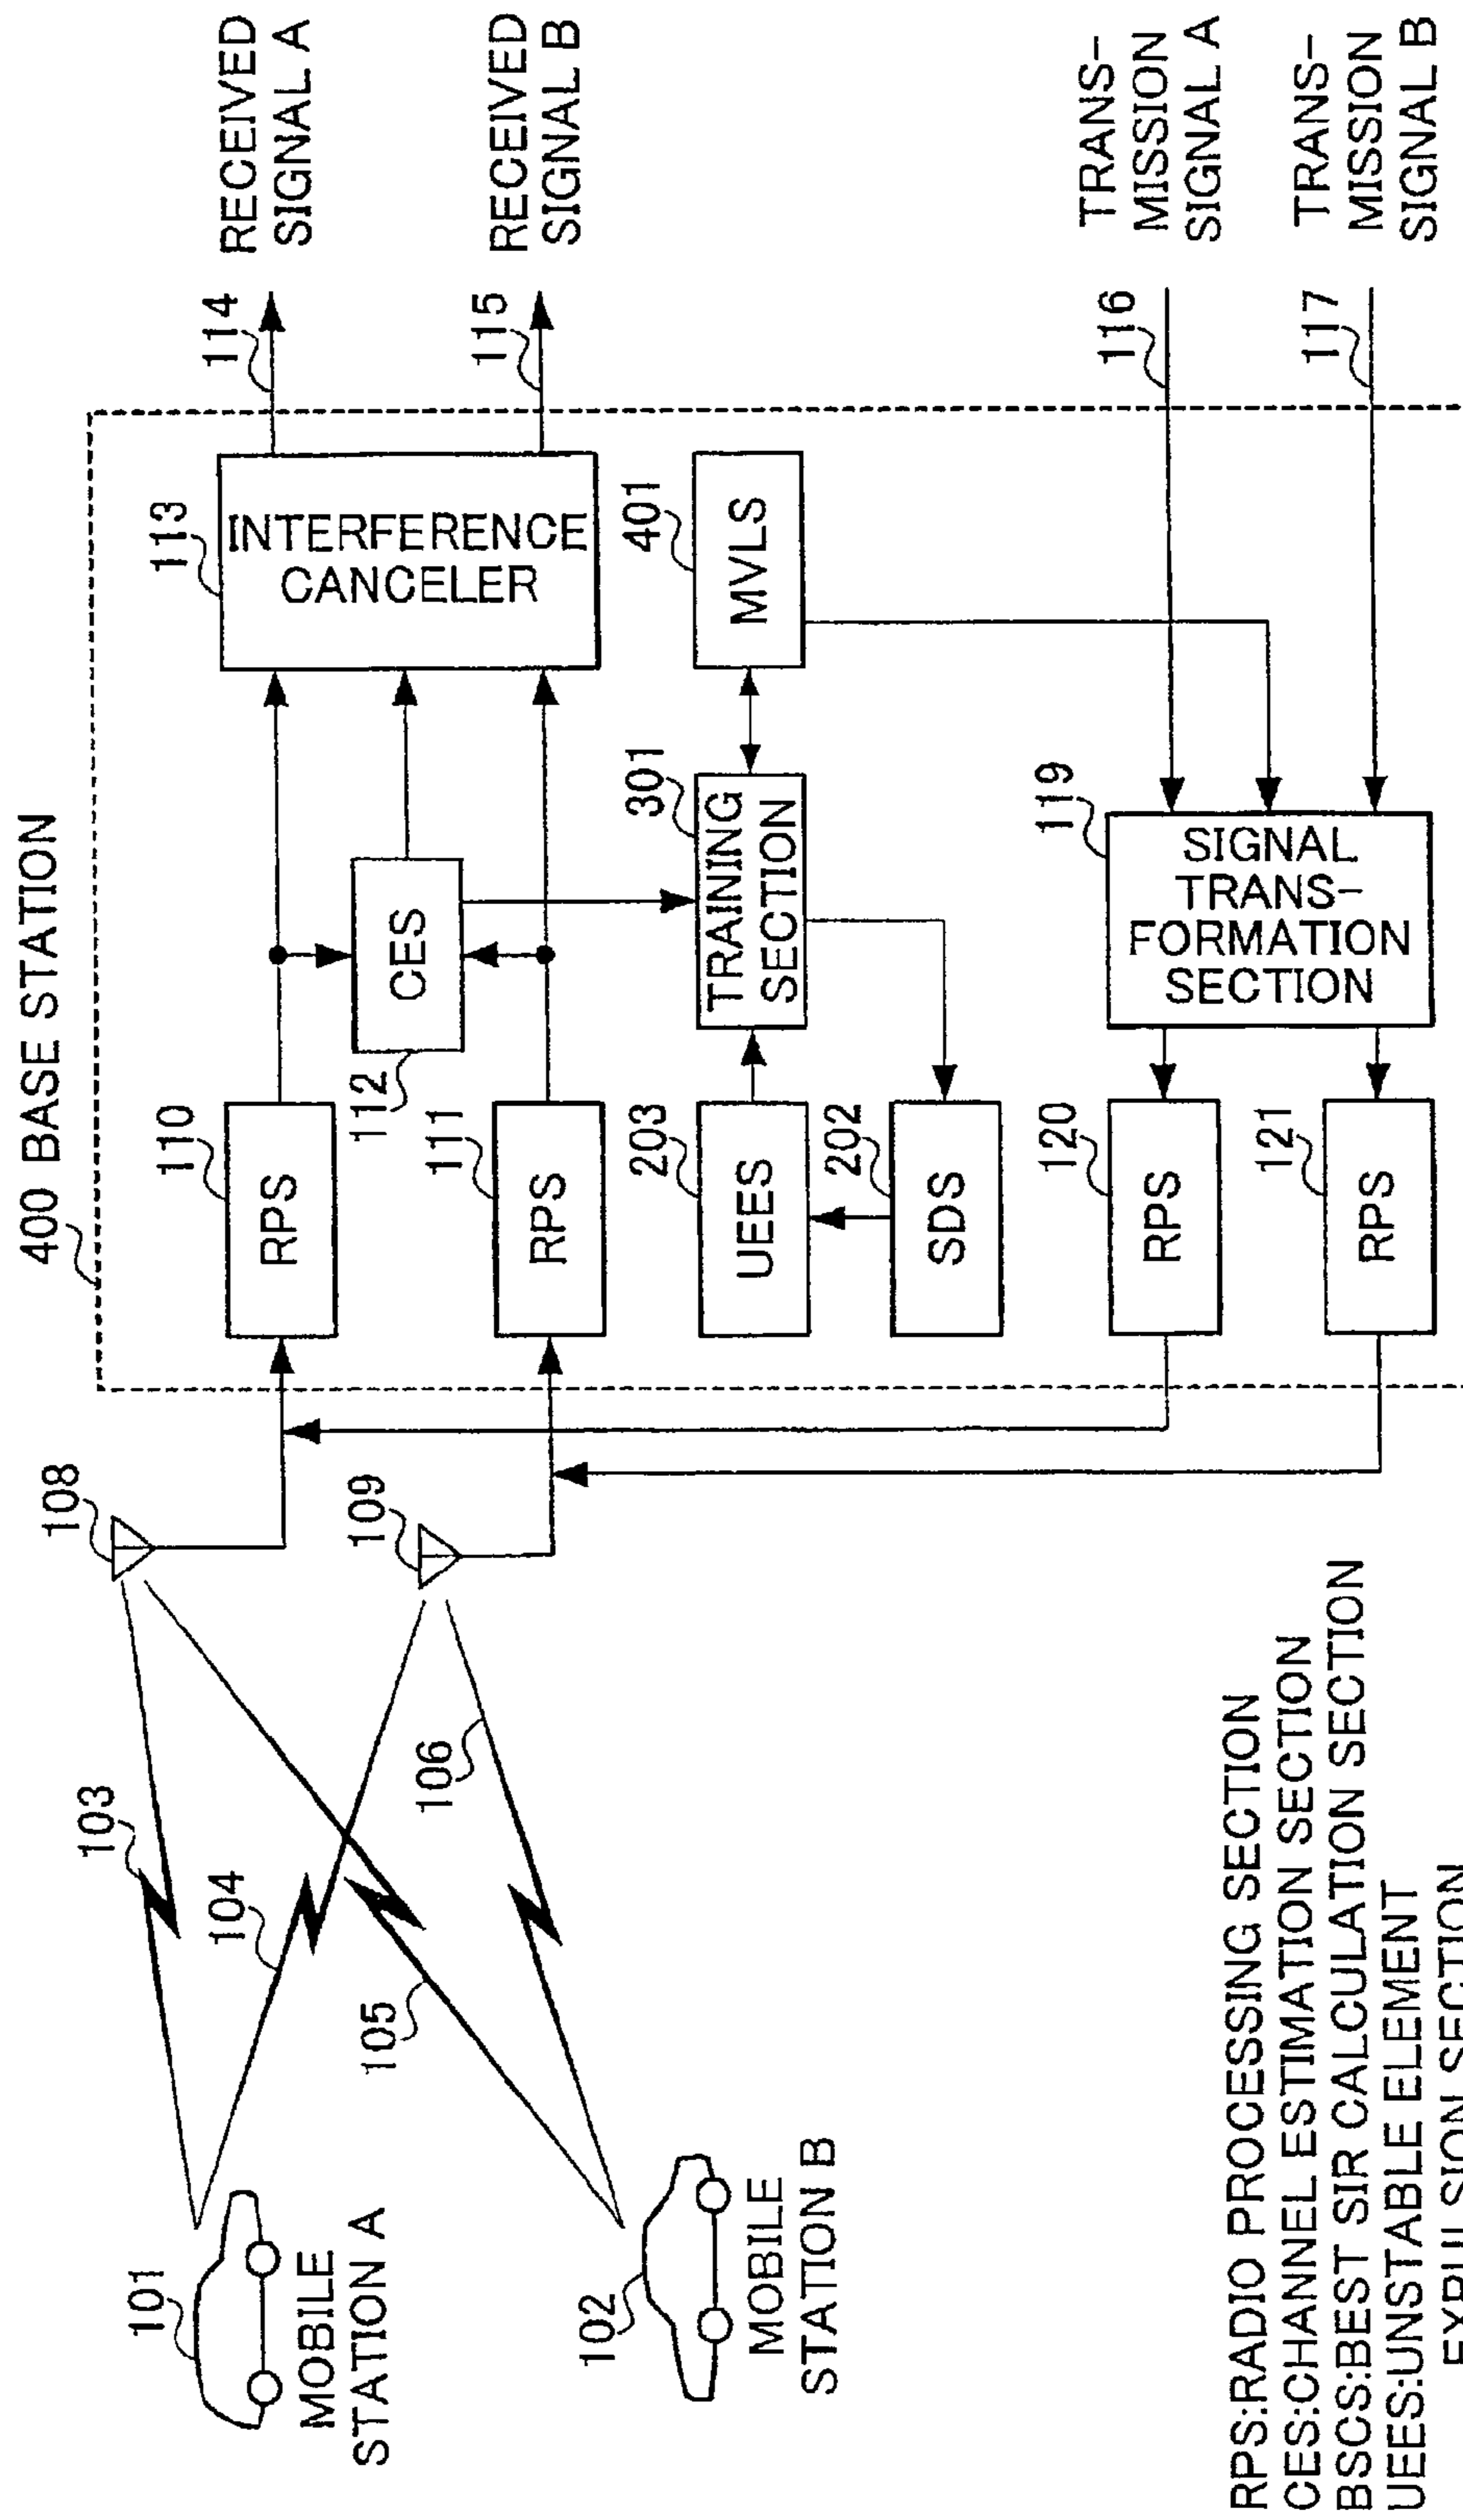 400 BASE STATION
108
110
113
114
RECEIVED
SIGNAL A
RPS
INTERFERENCE
CANCELER
103
112
CES
101
MOBILE
STATION A
104
109
111
115
RECEIVED
SIGNAL B
RPS
105
106
203
301
401
UEES
TRAINING
SECTION
MVLS
102
MOBILE
STATION B
202
SDS
120
119
116
TRANS-
MISSION
SIGNAL A
RPS
SIGNAL
TRANS-
FORMATION
SECTION
121
117
TRANS-
MISSION
SIGNAL B
RPS
RPS:RADIO PROCESSING SECTION
CES:CHANNEL ESTIMATION SECTION
BSCS:BEST SIR CALCULATION SECTION
UEES:UNSTABLE ELEMENT
SECTION